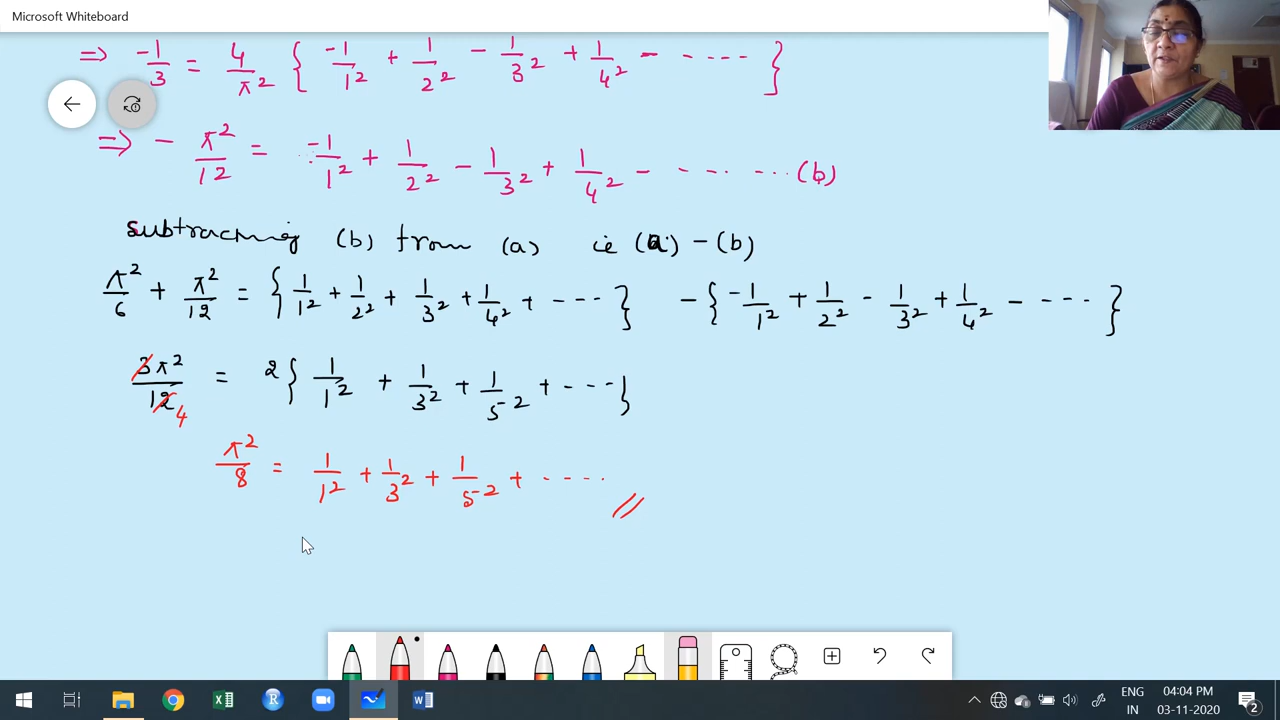 Microsoft Whiteboard
⇒ -1/3 = 4/π² { -1/1² + 1/2² - 1/3² + 1/4² - ---- }
⇒ - π²/12 = -1/1² + 1/2² - 1/3² + 1/4² - ---- --- (b)
subtracting (b) from (a) ie (a) - (b)
π²/6 + π²/12 = { 1/1² + 1/2² + 1/3² + 1/4² + ---- } - { -1/1² + 1/2² - 1/3² + 1/4² - ---- }
3π²/12 4 = 2 { 1/1² + 1/3² + 1/5² + ---- }
π²/8 = 1/1² + 1/3² + 1/5² + ---- //
ENG 04:04 PM
IN 03-11-2020 2